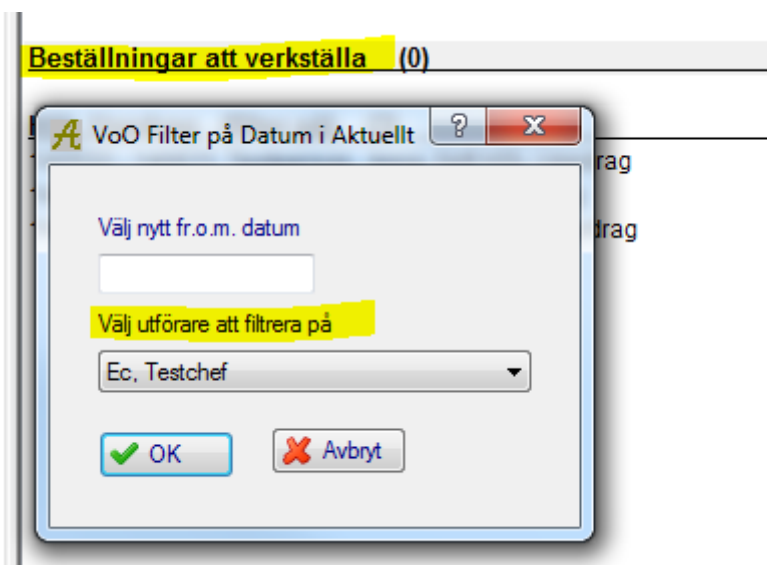 Beställningar att verkställa (0)
VoO Filter på Datum i Aktuellt
rag
Välj nytt fr.o.m. datum
drag
Välj utförare att filtrera på
Ec, Testchef
OK
Avbryt